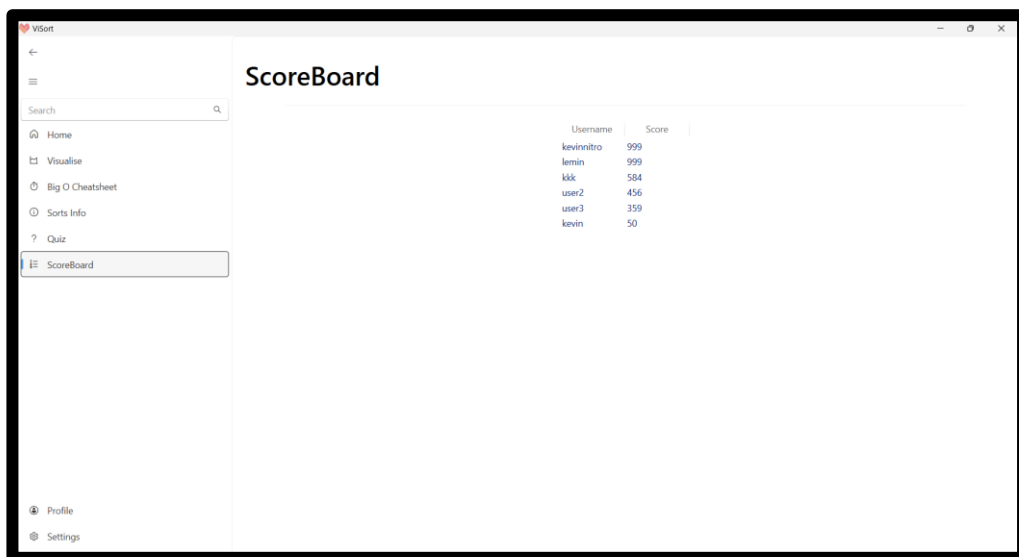 ViSort
ScoreBoard
Search
Home
Visualise
Big O Cheatsheet
Sorts Info
Quiz
ScoreBoard
Profile
Settings
Username Score
kevinnitro 999
lemin 999
kkk 584
user2 456
user3 359
kevin 50